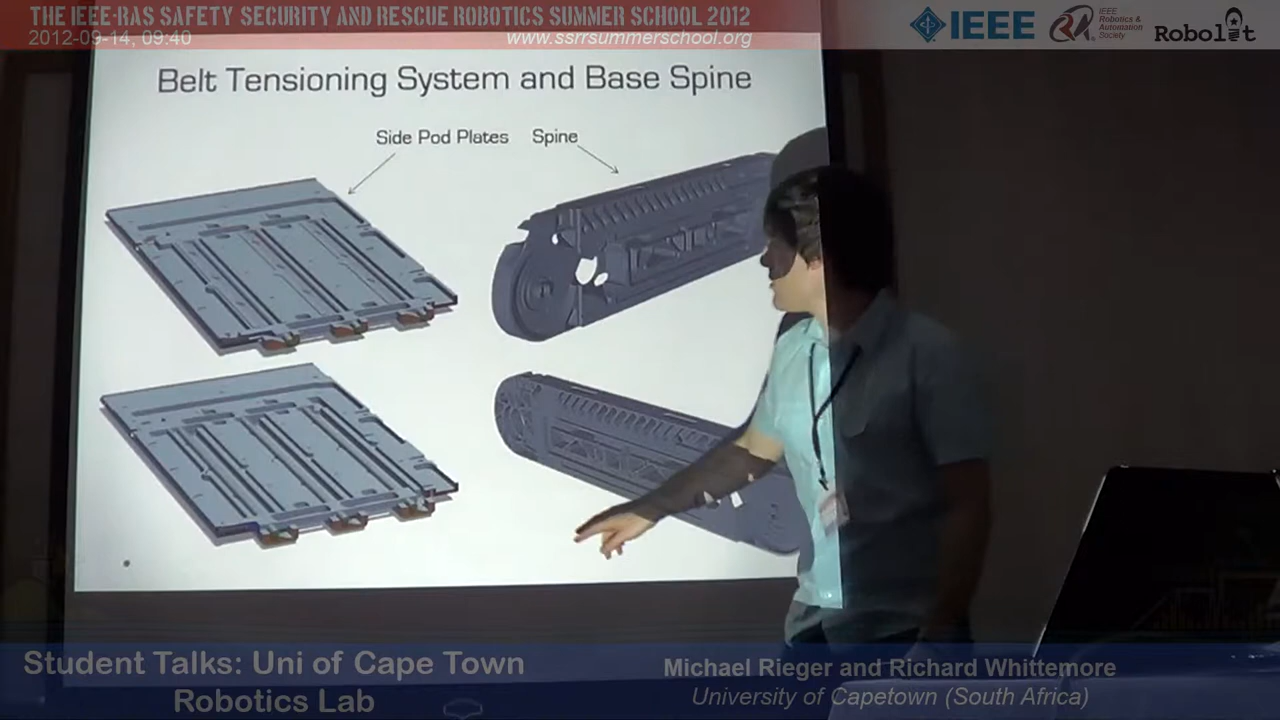 THE IEEE-RAS SAFETY SECURITY AND RESCUE ROBOTICS SUMMER SCHOOL 2012
2012-09-14, 09:40
www.ssrrsummerschool.org
IEEE
IEEE
Robotics &
Automation
Society
Robolit
Belt Tensioning System and Base Spine
Side Pod Plates Spine
Student Talks: Uni of Cape Town
Robotics Lab
Michael Rieger and Richard Whittemore
University of Capetown (South Africa)